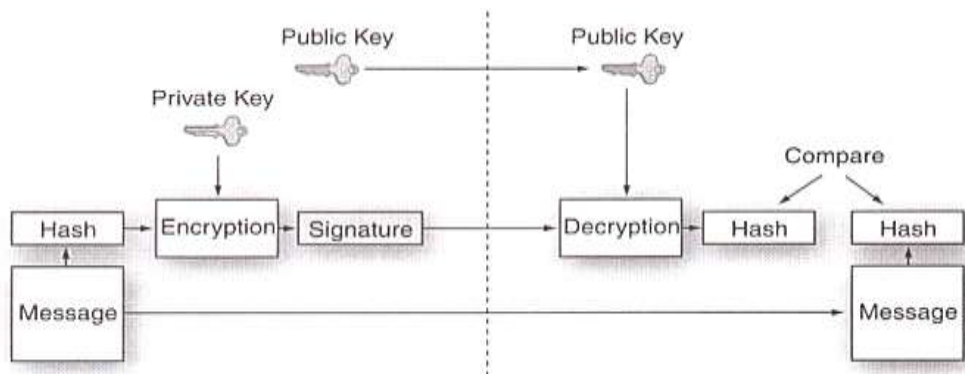 Public Key
Public Key
Private Key
Compare
Hash
Encryption
Signature
Decryption
Hash
Hash
Message
Message